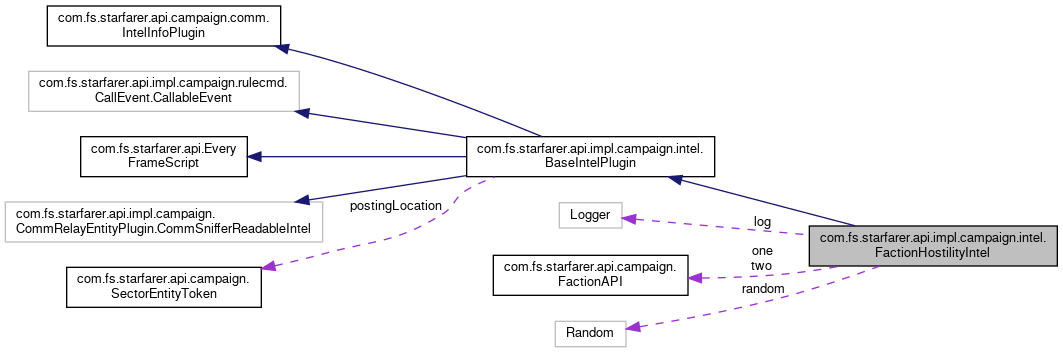 com.fs.starfarer.api.campaign.comm.
IntelInfoPlugin
com.fs.starfarer.api.impl.campaign.rulecmd.
CallEvent.CallableEvent
com.fs.starfarer.api.Every
FrameScript
com.fs.starfarer.api.impl.campaign.
CommRelayEntityPlugin.CommSnifferReadableIntel
com.fs.starfarer.api.campaign.
SectorEntityToken
postingLocation
com.fs.starfarer.api.impl.campaign.intel.
BaseIntelPlugin
Logger
com.fs.starfarer.api.campaign.
FactionAPI
Random
log
one
two
random
com.fs.starfarer.api.impl.campaign.intel.
FactionHostilityIntel